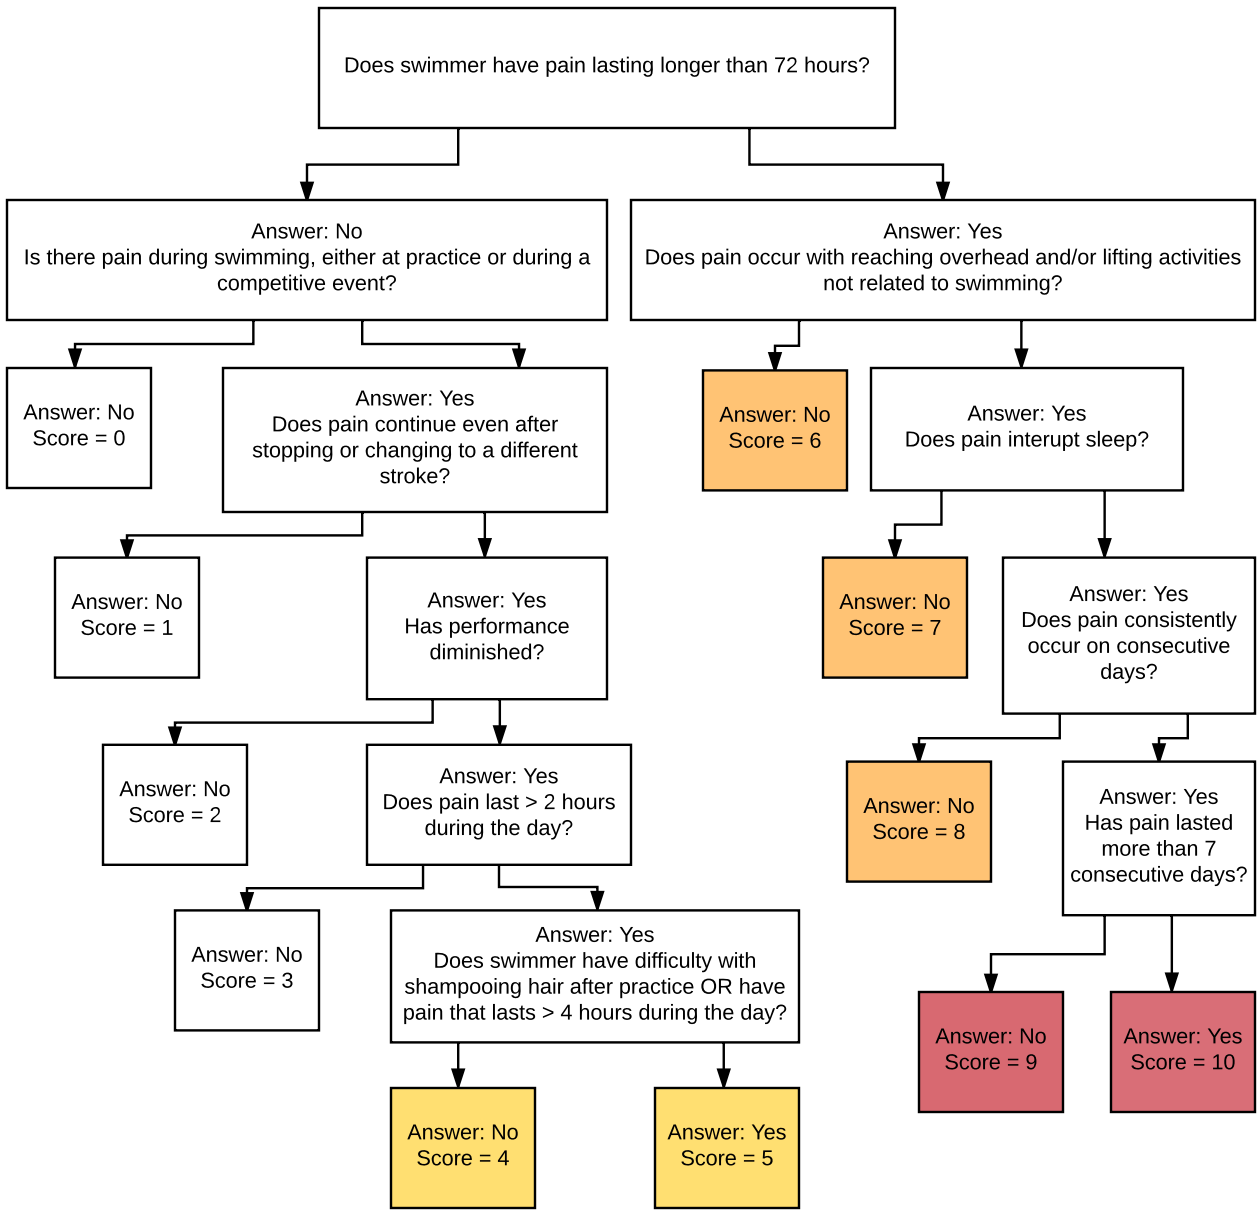 Does swimmer have pain lasting longer than 72 hours?
Answer: No
Is there pain during swimming, either at practice or during a
competitive event?
Answer: Yes
Does pain occur with reaching overhead and/or lifting activities
not related to swimming?
Answer: No
Score = 0
Answer: Yes
Does pain continue even after
stopping or changing to a different
stroke?
Answer: No
Score = 6
Answer: Yes
Does pain interupt sleep?
Answer: No
Score = 1
Answer: Yes
Has performance
diminished?
Answer: No
Score = 7
Answer: Yes
Does pain consistently
occur on consecutive
days?
Answer: No
Score = 2
Answer: Yes
Does pain last > 2 hours
during the day?
Answer: No
Score = 8
Answer: Yes
Has pain lasted
more than 7
consecutive days?
Answer: No
Score = 3
Answer: Yes
Does swimmer have difficulty with
shampooing hair after practice OR have
pain that lasts > 4 hours during the day?
Answer: No
Score = 9
Answer: Yes
Score = 10
Answer: No
Score = 4
Answer: Yes
Score = 5